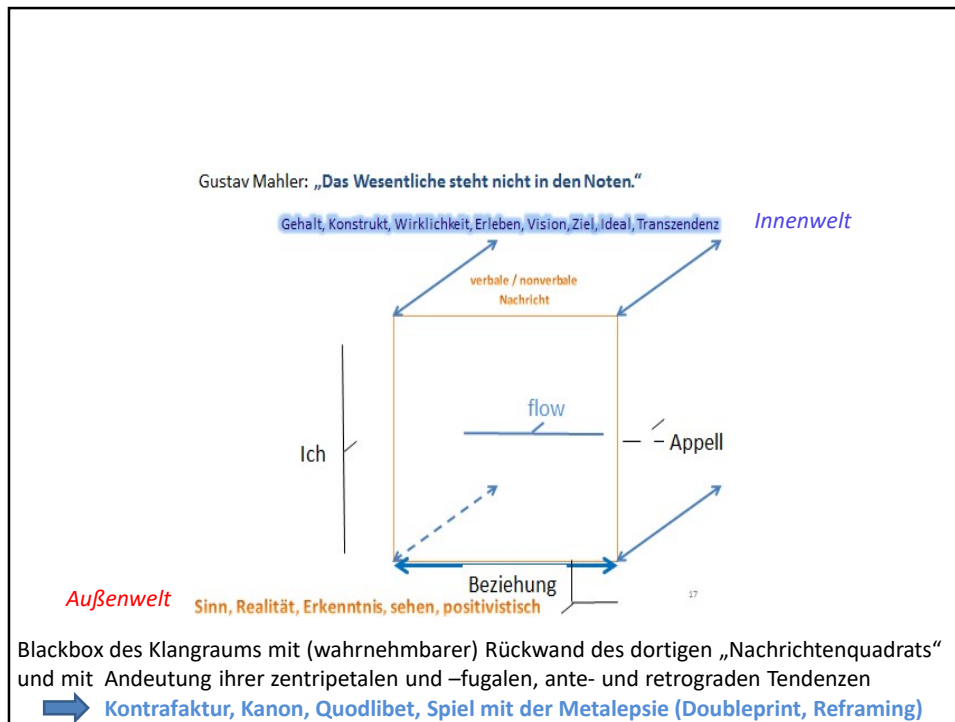 Gustav Mahler: „Das Wesentliche steht nicht in den Noten.“
Gehalt, Konstrukt, Wirklichkeit, Erleben, Vision, Ziel, Ideal, Transzendenz
Innenwelt
verbale / nonverbale
Nachricht
flow
Ich
Appell
Beziehung
17
Außenwelt
Sinn, Realität, Erkenntnis, sehen, positivistisch
Blackbox des Klangraums mit (wahrnehmbarer) Rückwand des dortigen „Nachrichtenquadrats“
und mit Andeutung ihrer zentripetalen und –fugalen, ante- und retrograden Tendenzen
Kontrafaktur, Kanon, Quodlibet, Spiel mit der Metalepsie (Doubleprint, Reframing)